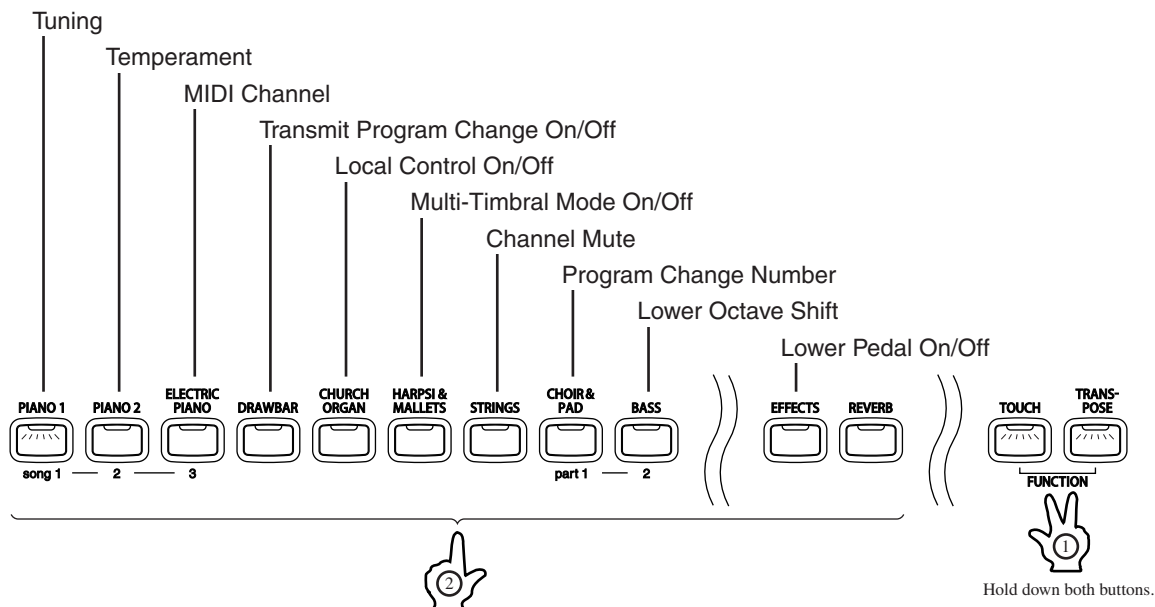 Tuning
Temperament
MIDI Channel
Transmit Program Change On/Off
Local Control On/Off
Multi-Timbral Mode On/Off
Channel Mute
Program Change Number
Lower Octave Shift
Lower Pedal On/Off
PIANO 1
PIANO 2
ELECTRIC
PIANO
DRAWBAR
CHURCH
ORGAN
HARPSI &
MALLETS
STRINGS
CHOIR &
PAD
BASS
EFFECTS
REVERB
TOUCH
TRANS-
POSE
song 1 — 2 — 3
part 1 — 2
FUNCTION
1
2
Hold down both buttons.